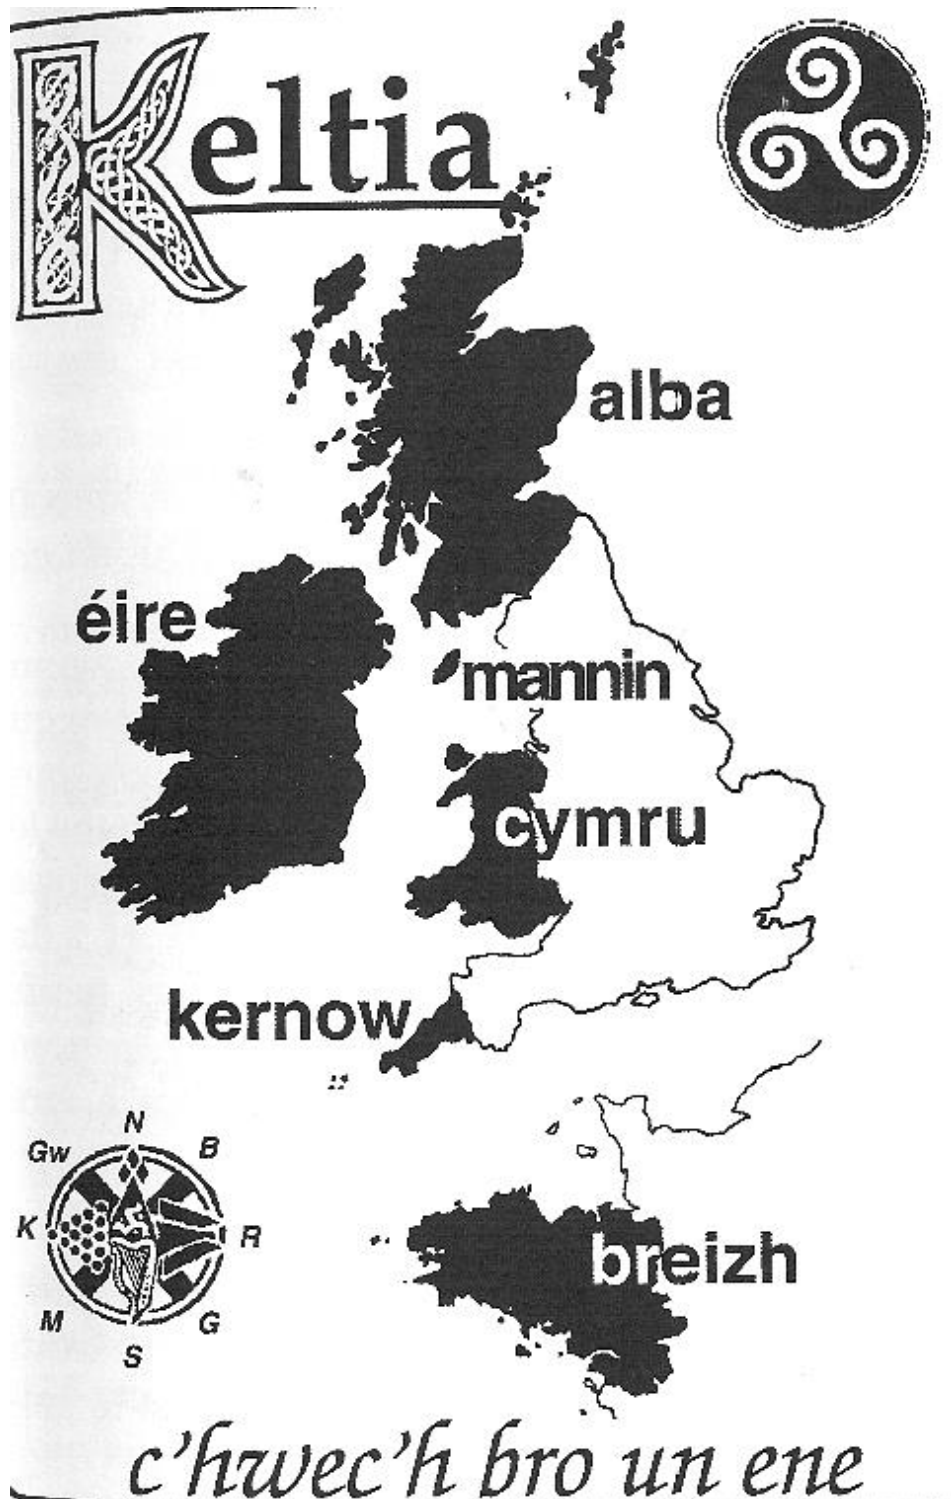 Keltia
alba
éire
mannin
cymru
kernow
N
Gw B
K R
M G
S
breizh
c'hwec'h bro un ene